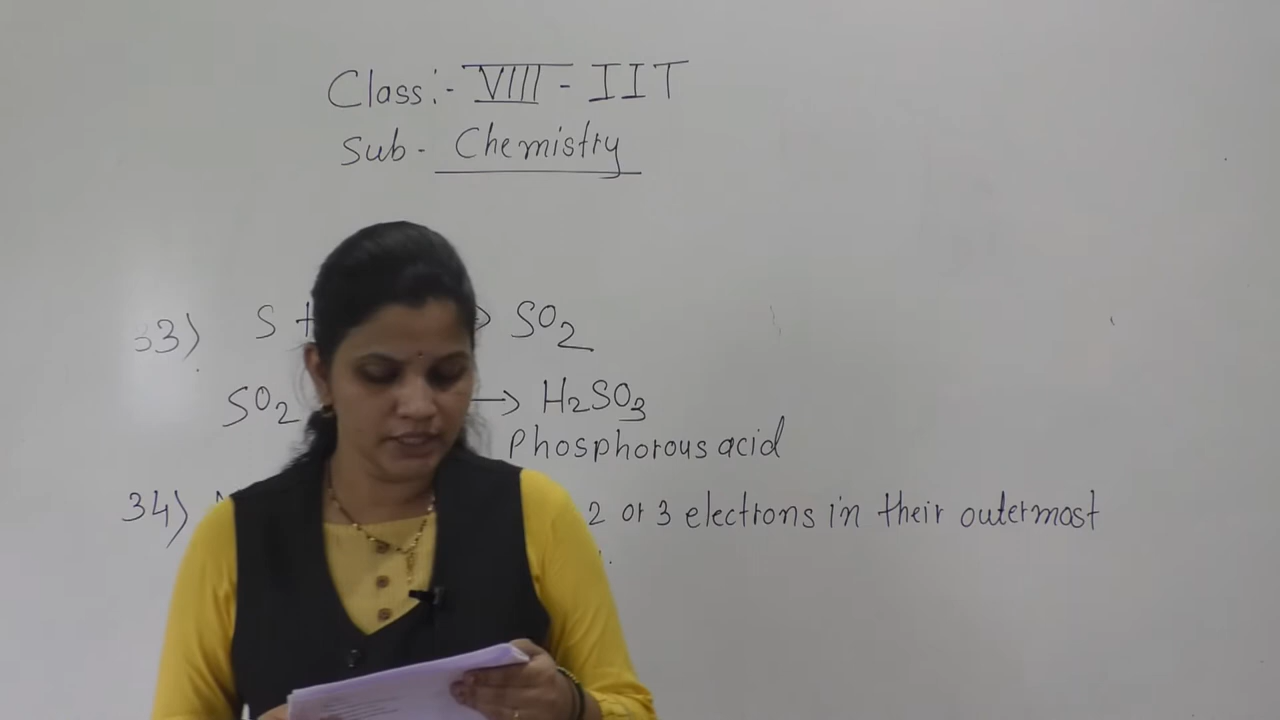 Class:- VIII - IIT
Sub - Chemistry
33) S + → SO2
SO2 → H2SO3
Phosphorous acid
34) 2 or 3 electrons in their outermost